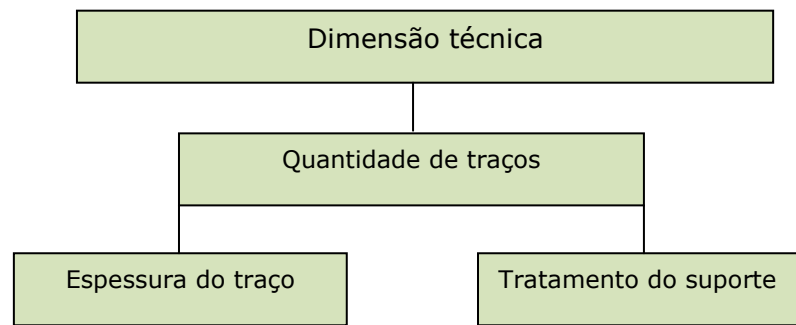 Dimensão técnica
Quantidade de traços
Espessura do traço
Tratamento do suporte